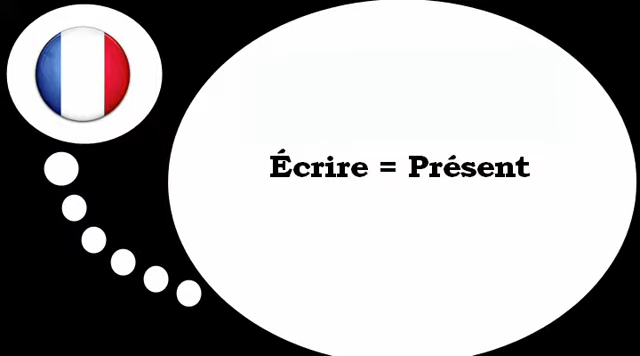 Écrire = Présent